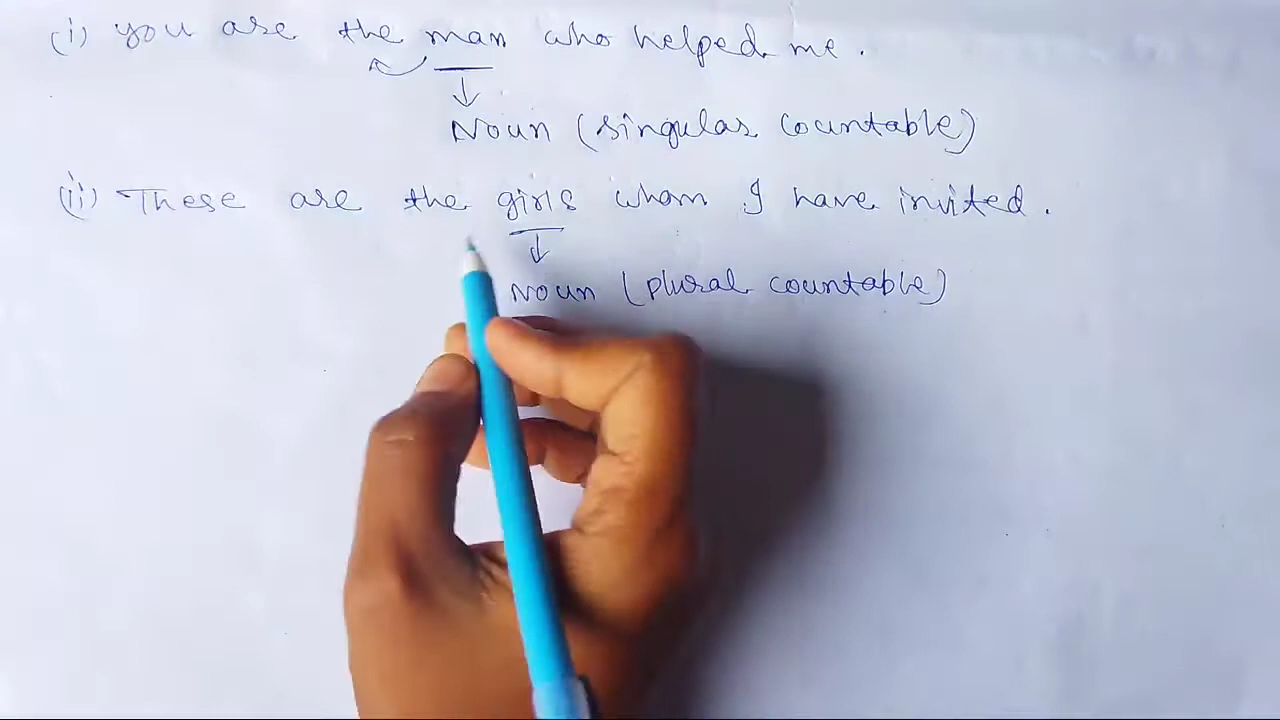 (i) you are the man who helped me.
Noun (singular countable)
(ii) These are the girls whom I have invited.
Noun (plural countable)